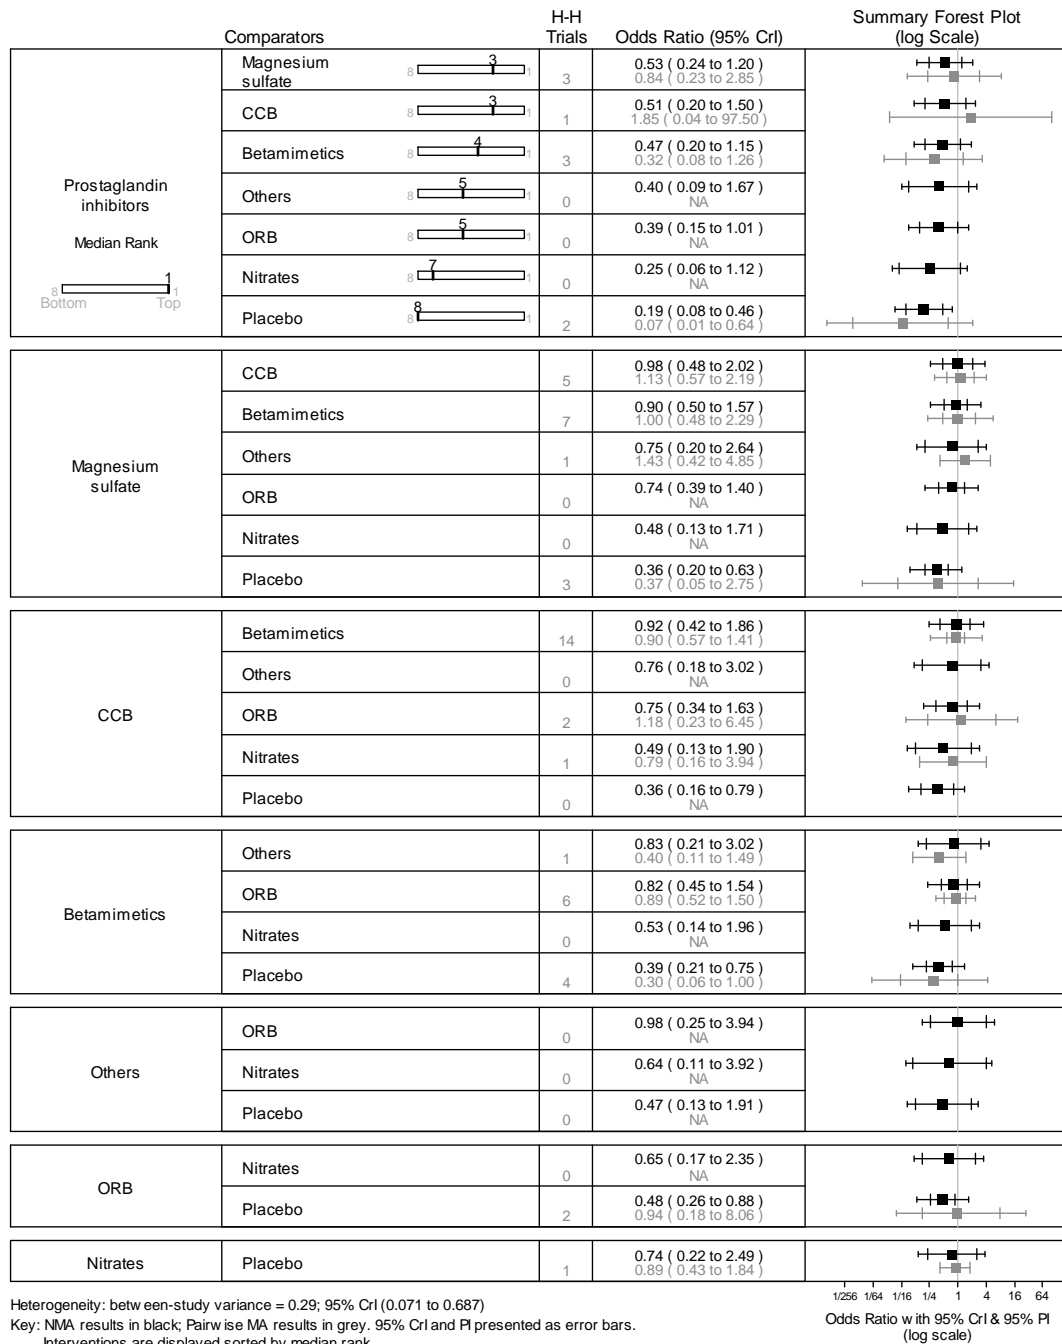 H-H
Comparators Trials Odds Ratio (95% CrI) Summary Forest Plot
(log Scale)
Prostaglandin
inhibitors
Median Rank
1
8 1
Bottom Top
Magnesium
sulfate 8 3 1 3 0.53 ( 0.24 to 1.20 )
0.84 ( 0.23 to 2.85 )
CCB 8 3 1 1 0.51 ( 0.20 to 1.50 )
1.85 ( 0.04 to 97.50 )
Betamimetics 8 4 1 3 0.47 ( 0.20 to 1.15 )
0.32 ( 0.08 to 1.26 )
Others 8 5 1 0 0.40 ( 0.09 to 1.67 )
NA
ORB 8 5 1 0 0.39 ( 0.15 to 1.01 )
NA
Nitrates 8 7 1 0 0.25 ( 0.06 to 1.12 )
NA
Placebo 8 8 1 2 0.19 ( 0.08 to 0.46 )
0.07 ( 0.01 to 0.64 )
Magnesium
sulfate
CCB 5 0.98 ( 0.48 to 2.02 )
1.13 ( 0.57 to 2.19 )
Betamimetics 7 0.90 ( 0.50 to 1.57 )
1.00 ( 0.48 to 2.29 )
Others 1 0.75 ( 0.20 to 2.64 )
1.43 ( 0.42 to 4.85 )
ORB 0 0.74 ( 0.39 to 1.40 )
NA
Nitrates 0 0.48 ( 0.13 to 1.71 )
NA
Placebo 3 0.36 ( 0.20 to 0.63 )
0.37 ( 0.05 to 2.75 )
CCB
Betamimetics 14 0.92 ( 0.42 to 1.86 )
0.90 ( 0.57 to 1.41 )
Others 0 0.76 ( 0.18 to 3.02 )
NA
ORB 2 0.75 ( 0.34 to 1.63 )
1.18 ( 0.23 to 6.45 )
Nitrates 1 0.49 ( 0.13 to 1.90 )
0.79 ( 0.16 to 3.94 )
Placebo 0 0.36 ( 0.16 to 0.79 )
NA
Betamimetics
Others 1 0.83 ( 0.21 to 3.02 )
0.40 ( 0.11 to 1.49 )
ORB 6 0.82 ( 0.45 to 1.54 )
0.89 ( 0.52 to 1.50 )
Nitrates 0 0.53 ( 0.14 to 1.96 )
NA
Placebo 4 0.39 ( 0.21 to 0.75 )
0.30 ( 0.06 to 1.00 )
Others
ORB 0 0.98 ( 0.25 to 3.94 )
NA
Nitrates 0 0.64 ( 0.11 to 3.92 )
NA
Placebo 0 0.47 ( 0.13 to 1.91 )
NA
ORB
Nitrates 0 0.65 ( 0.17 to 2.35 )
NA
Placebo 2 0.48 ( 0.26 to 0.88 )
0.94 ( 0.18 to 8.06 )
Nitrates
Placebo 1 0.74 ( 0.22 to 2.49 )
0.89 ( 0.43 to 1.84 )
1/256 1/64 1/16 1/4 1 4 16 64
Odds Ratio with 95% CrI & 95% PI
(log scale)
Heterogeneity: between-study variance = 0.29; 95% CrI (0.071 to 0.687)
Key: NMA results in black; Pairwise MA results in grey. 95% CrI and PI presented as error bars.
Interventions are displayed sorted by median rank